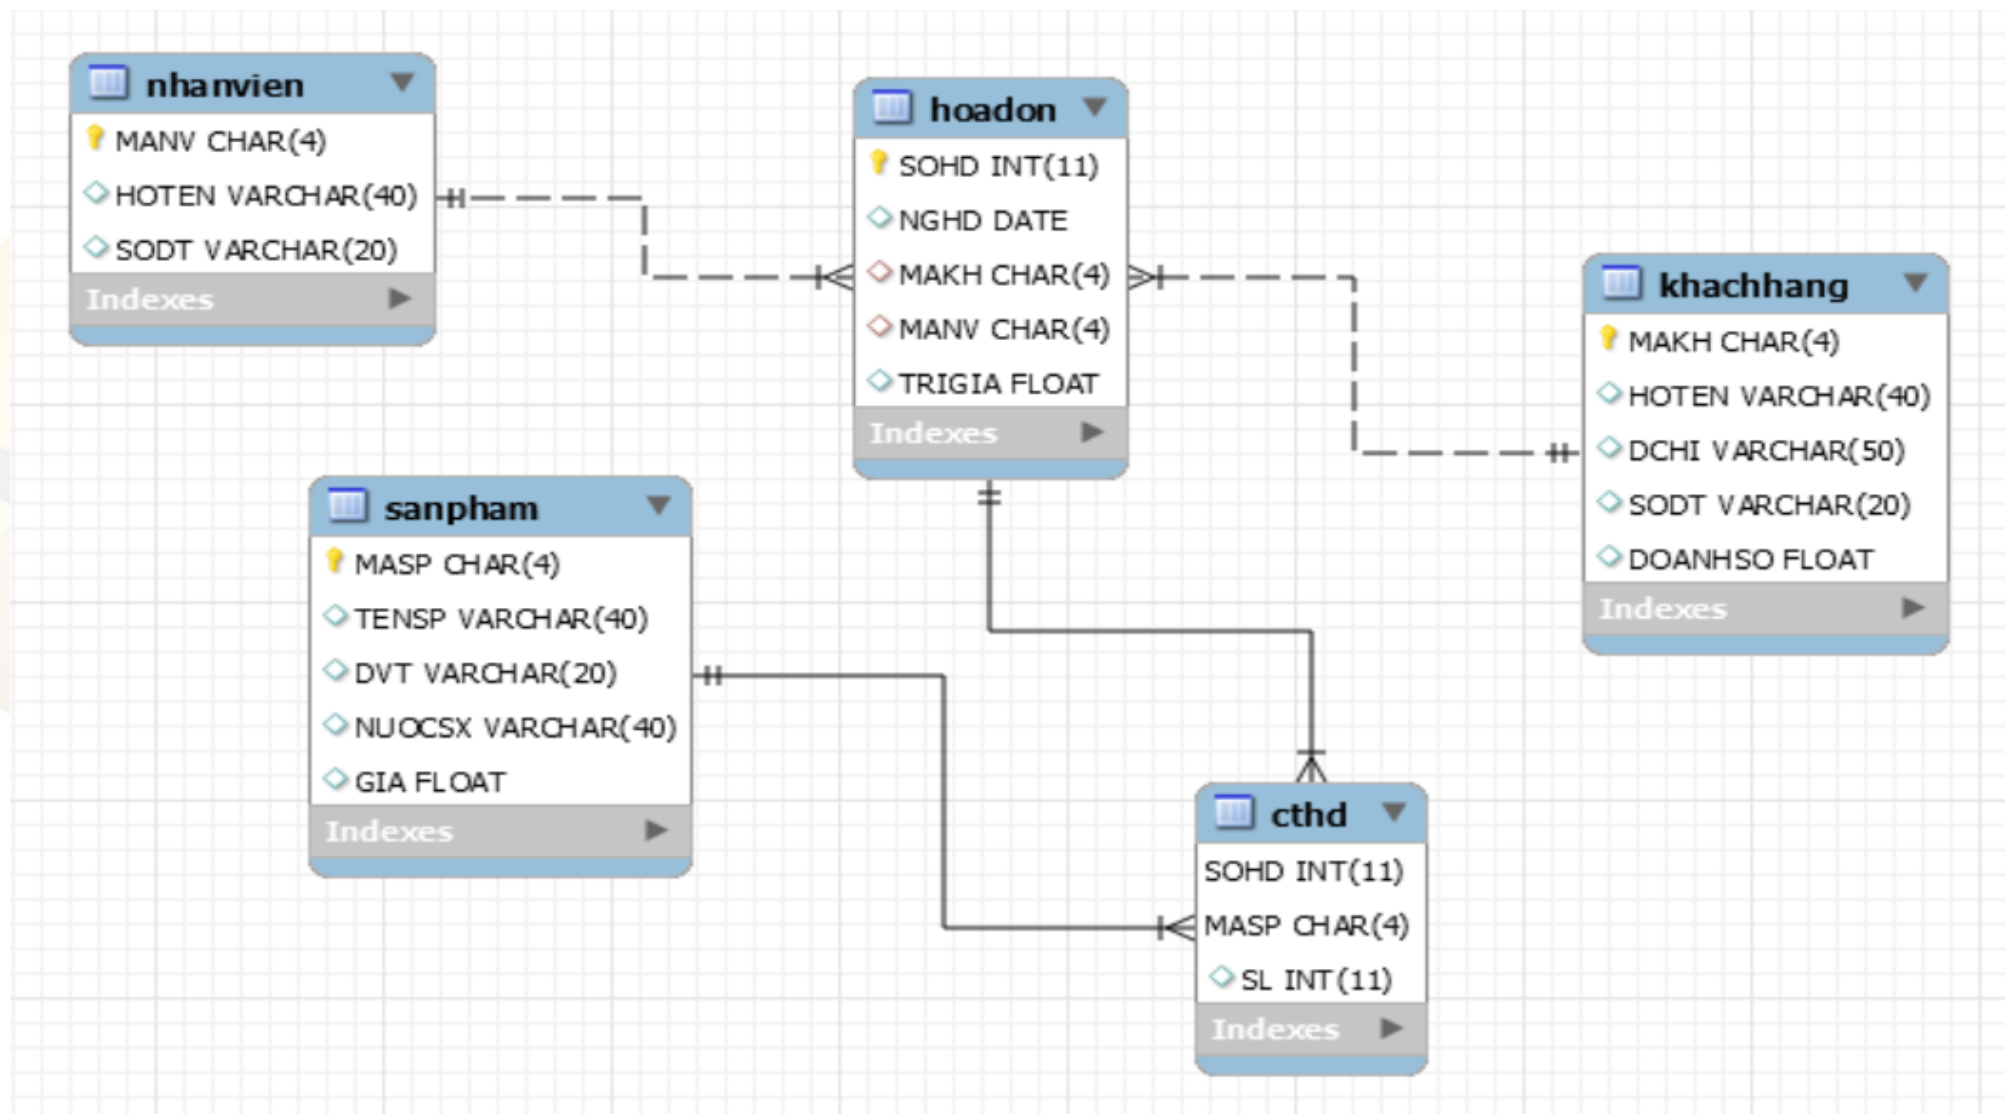 nhanvien
MANV CHAR(4)
HOTEN VARCHAR(40)
SODT VARCHAR(20)
Indexes
hoadon
SOHD INT(11)
NGHD DATE
MAKH CHAR(4)
MANV CHAR(4)
TRIGIA FLOAT
Indexes
khachhang
MAKH CHAR(4)
HOTEN VARCHAR(40)
DCHI VARCHAR(50)
SODT VARCHAR(20)
DOANHSO FLOAT
Indexes
sanpham
MASP CHAR(4)
TENSP VARCHAR(40)
DVT VARCHAR(20)
NUOCSX VARCHAR(40)
GIA FLOAT
Indexes
cthd
SOHD INT(11)
MASP CHAR(4)
SL INT(11)
Indexes